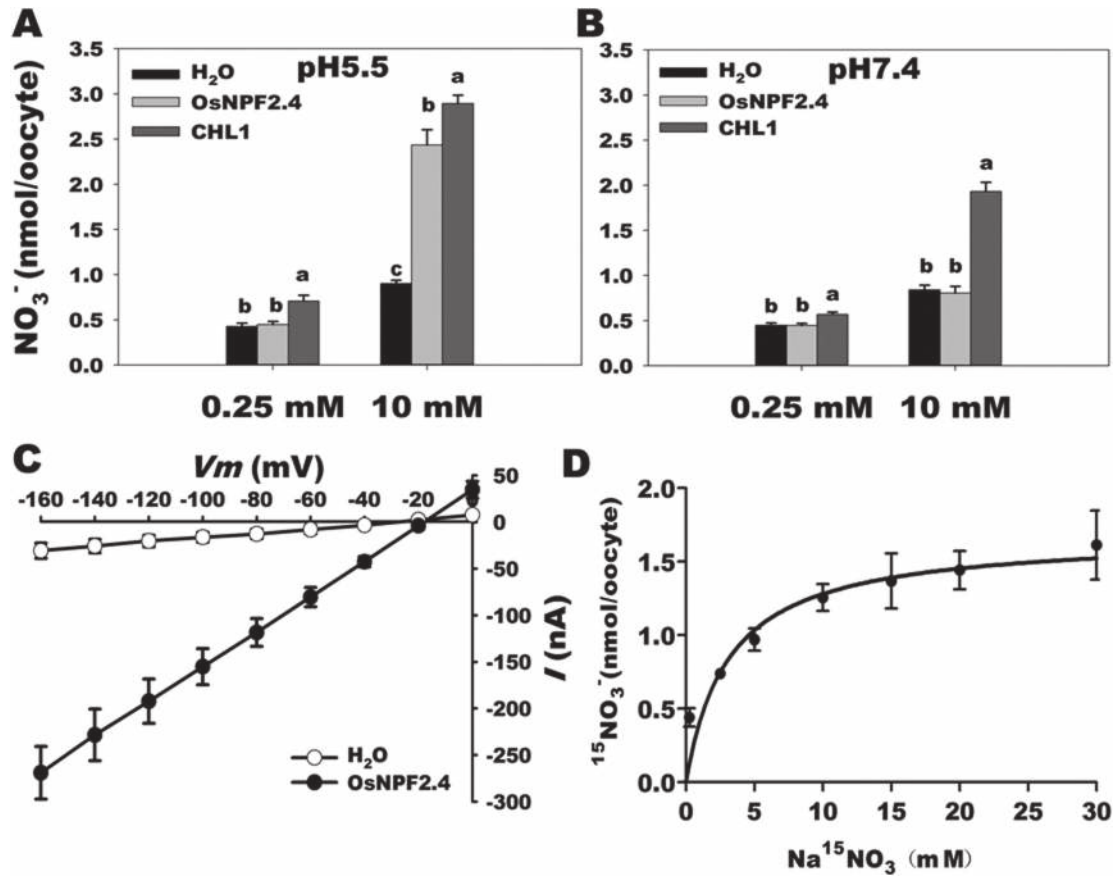 A
NO₃⁻ (nmol/oocyte)
3.5
3.0
2.5
2.0
1.5
1.0
0.5
0.0
H₂O
OsNPF2.4
CHL1
pH5.5
b b a
c b a
0.25 mM 10 mM
B
3.5
3.0
2.5
2.0
1.5
1.0
0.5
0.0
H₂O
OsNPF2.4
CHL1
pH7.4
b b a
b b a
0.25 mM 10 mM
C
Vm (mV)
-160 -140 -120 -100 -80 -60 -40 -20
50
0
-50
-100
-150
-200
-250
-300
I (nA)
H₂O
OsNPF2.4
D
¹⁵NO₃⁻(nmol/oocyte)
2.0
1.5
1.0
0.5
0.0
0 5 10 15 20 25 30
Na¹⁵NO₃ (mM)